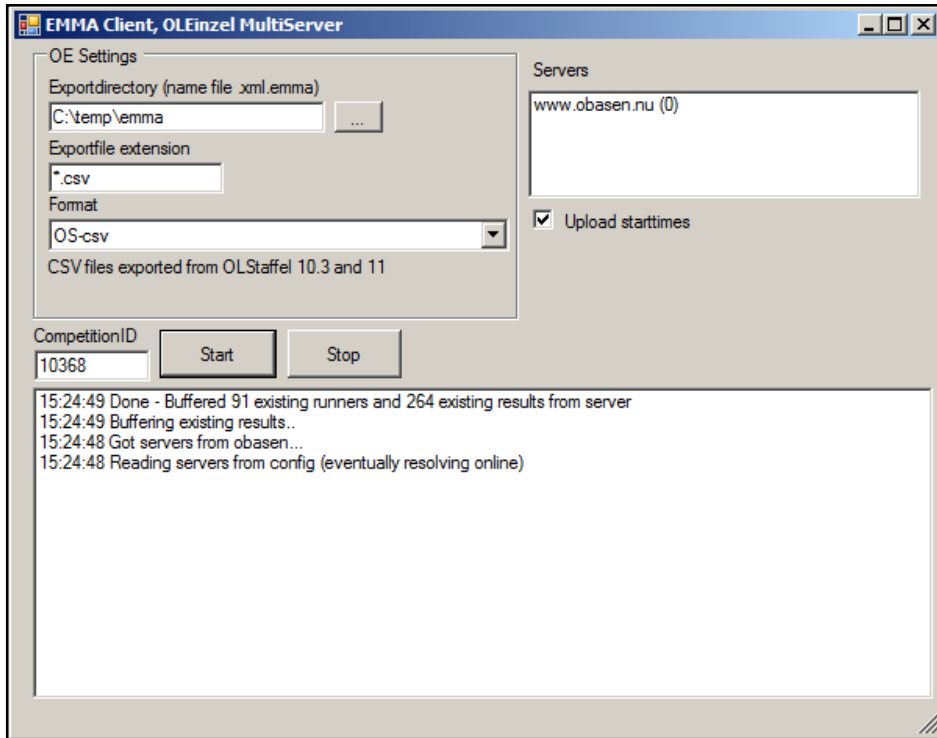 EMMA Client, OLEinzel MultiServer
OE Settings
Exportdirectory (name file .xml.emma)
C:\temp\emma
...
Exportfile extension
*.csv
Format
OS-csv
CSV files exported from OLStaffel 10.3 and 11
Servers
www.obasen.nu (0)
Upload starttimes
CompetitionID
10368
Start
Stop
15:24:49 Done - Buffered 91 existing runners and 264 existing results from server
15:24:49 Buffering existing results..
15:24:48 Got servers from obasen...
15:24:48 Reading servers from config (eventually resolving online)